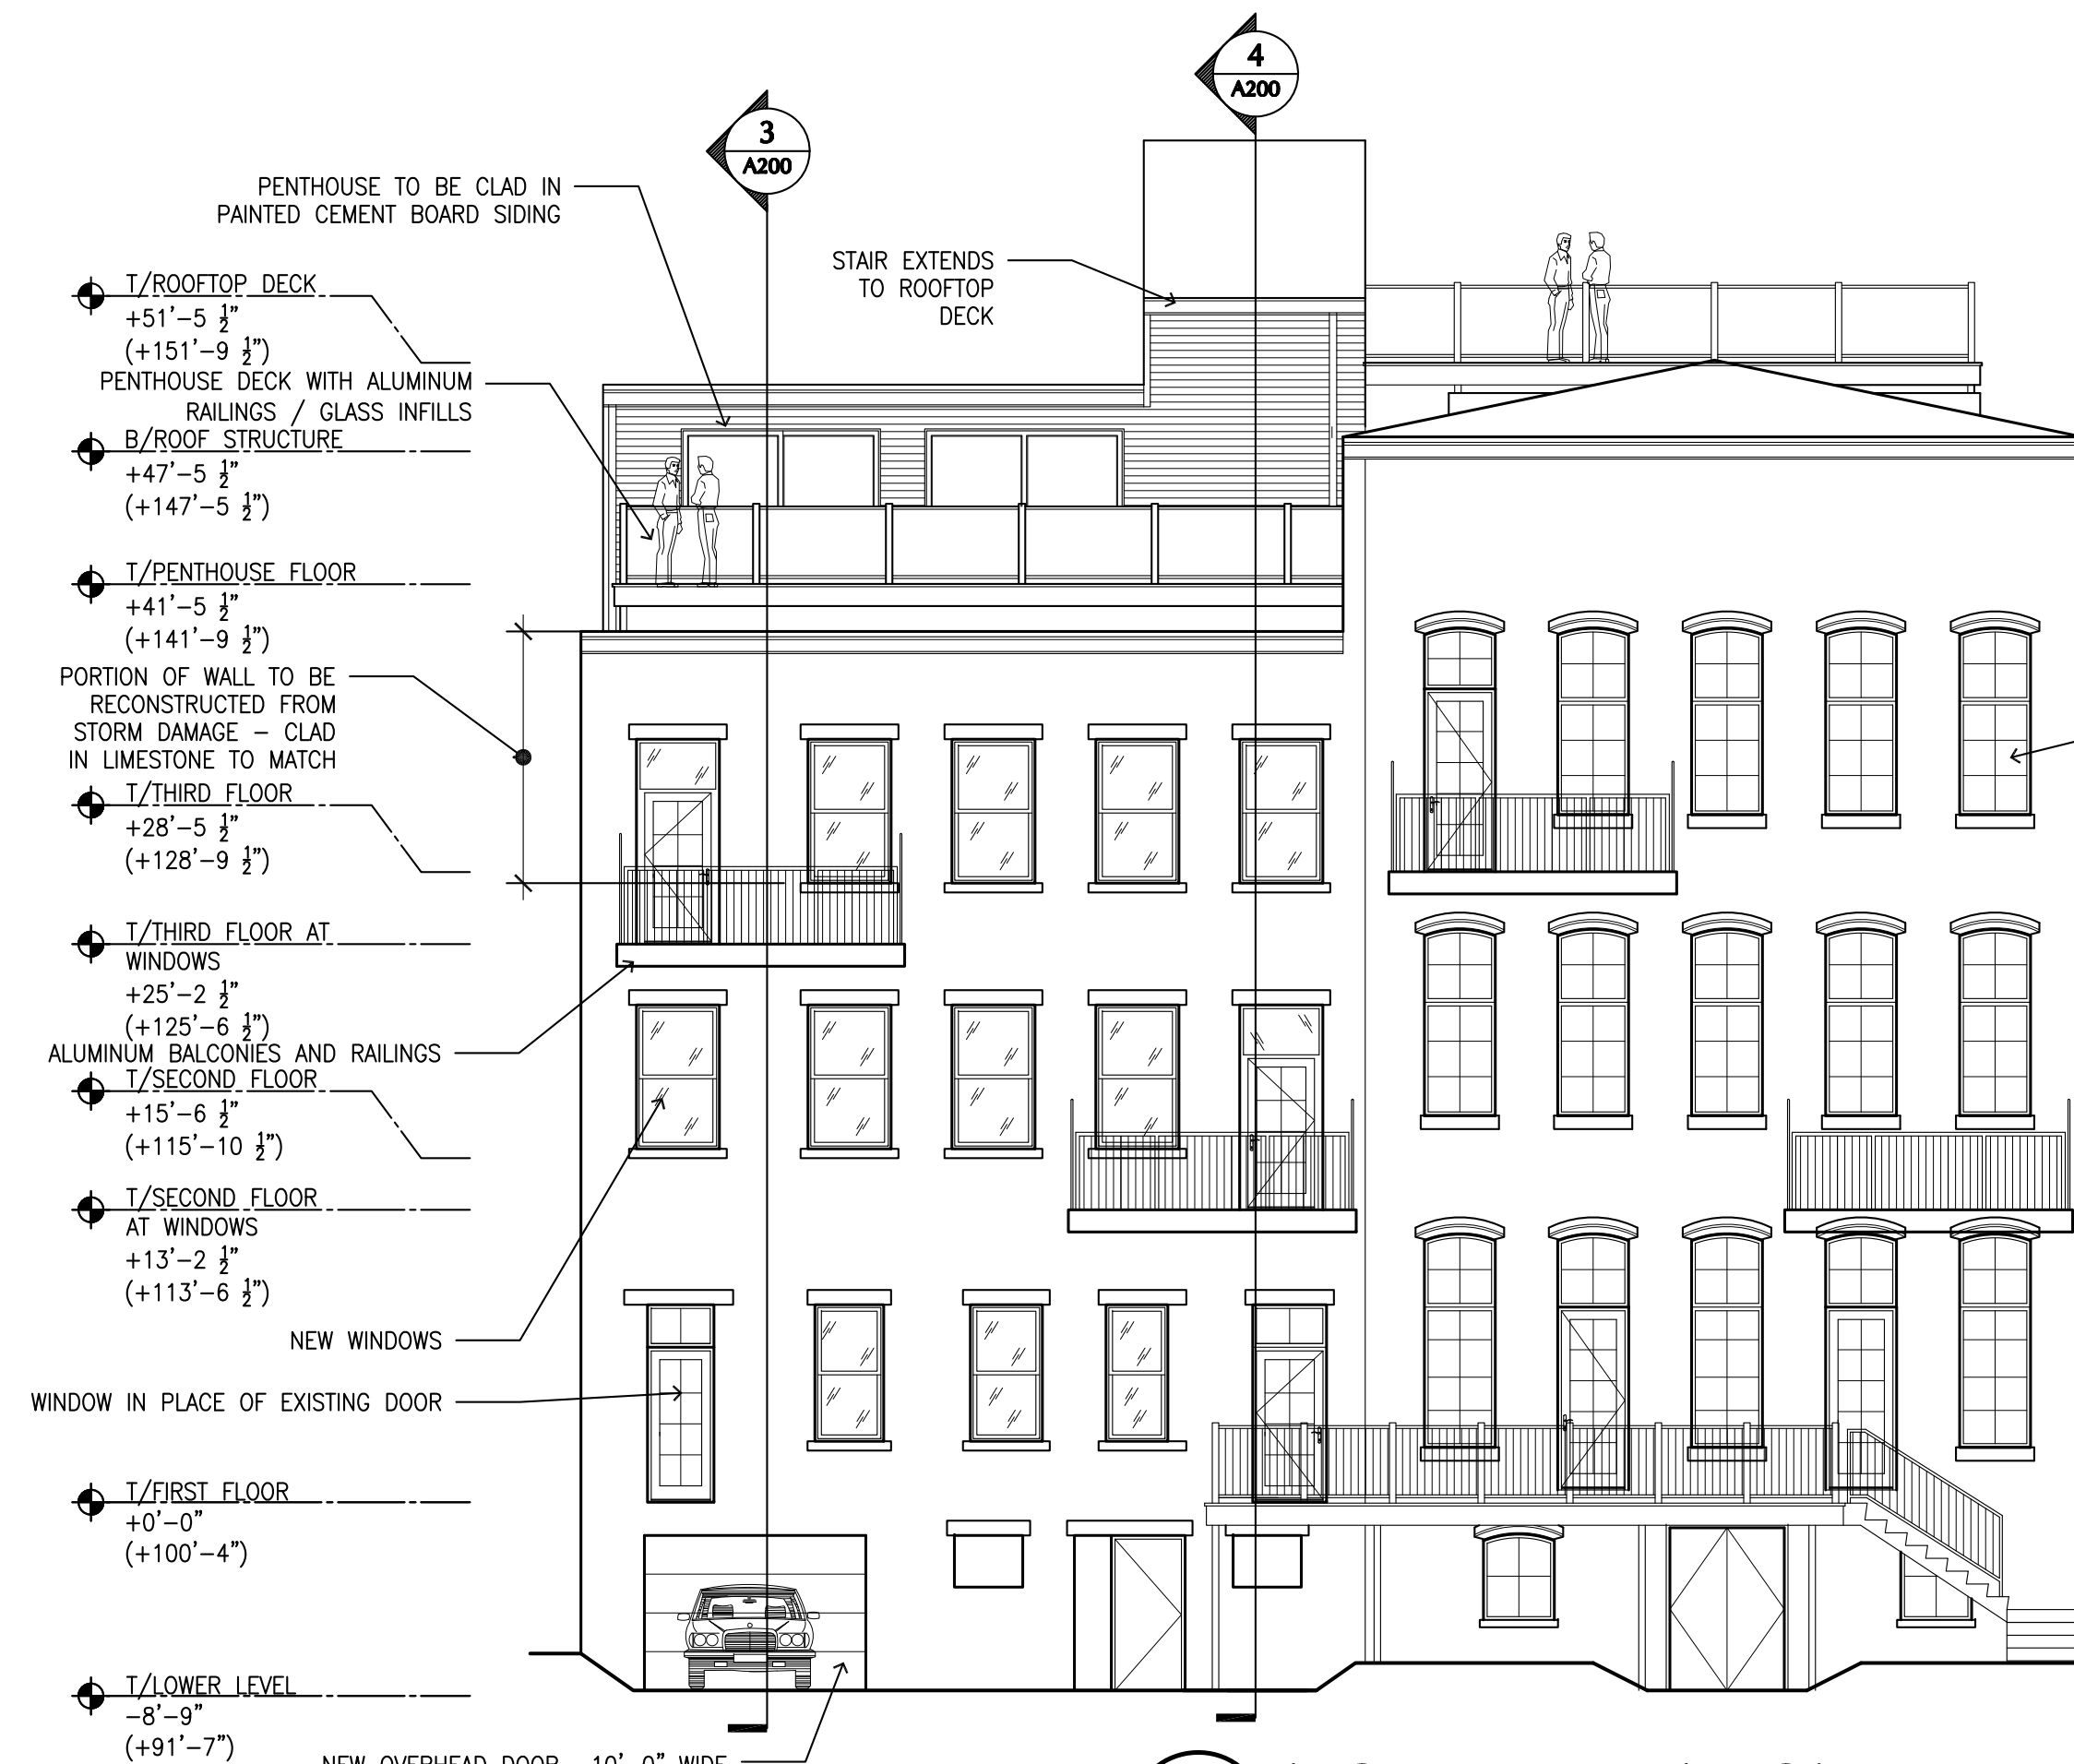 4
A200
3
A200
PENTHOUSE TO BE CLAD IN
PAINTED CEMENT BOARD SIDING
STAIR EXTENDS
TO ROOFTOP
DECK
T/ROOFTOP DECK
+51'-5 ½"
(+151'-9 ½")
PENTHOUSE DECK WITH ALUMINUM
RAILINGS / GLASS INFILLS
B/ROOF STRUCTURE
+47'-5 ½"
(+147'-5 ½")
T/PENTHOUSE FLOOR
+41'-5 ½"
(+141'-9 ½")
PORTION OF WALL TO BE
RECONSTRUCTED FROM
STORM DAMAGE – CLAD
IN LIMESTONE TO MATCH
T/THIRD FLOOR
+28'-5 ½"
(+128'-9 ½")
T/THIRD FLOOR AT
WINDOWS
+25'-2 ½"
(+125'-6 ½")
ALUMINUM BALCONIES AND RAILINGS
T/SECOND FLOOR
+15'-6 ½"
(+115'-10 ½")
T/SECOND FLOOR
AT WINDOWS
+13'-2 ½"
(+113'-6 ½")
NEW WINDOWS
WINDOW IN PLACE OF EXISTING DOOR
T/FIRST FLOOR
+0'-0"
(+100'-4")
T/LOWER LEVEL
-8'-9"
(+91'-7")
NEW OVERHEAD DOOR – 10'-0" WIDE